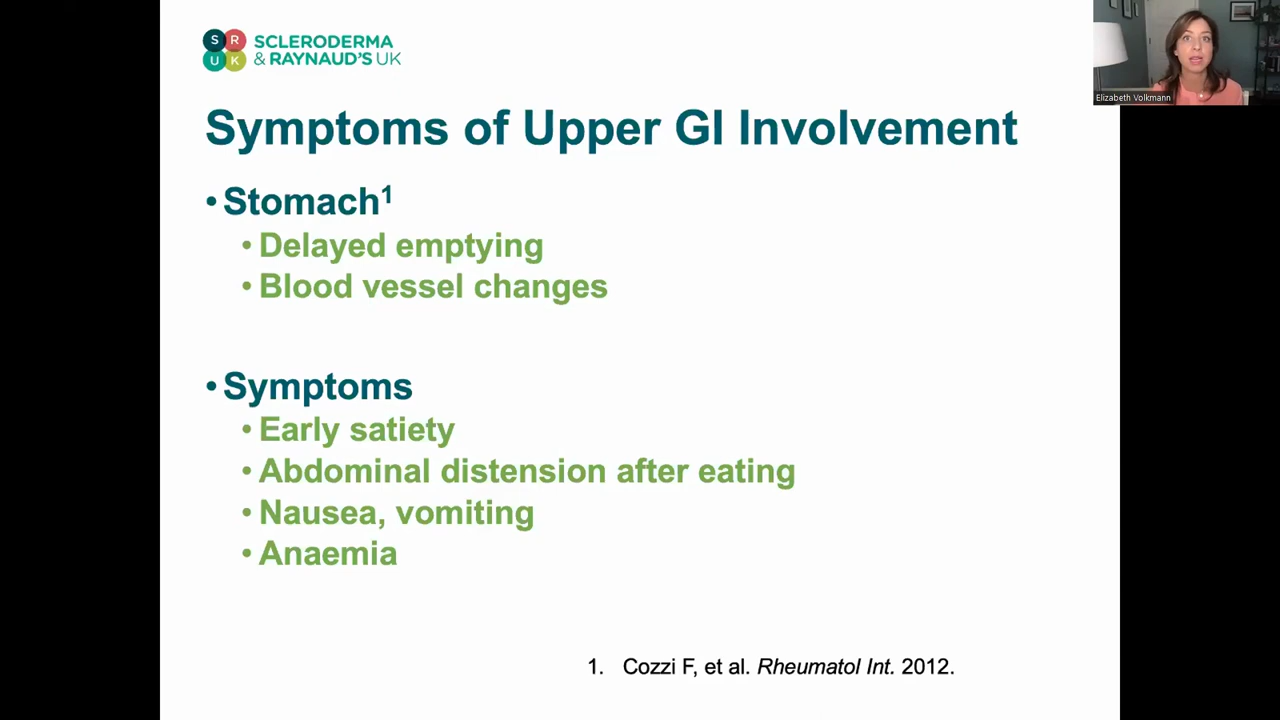 S R
U K
SCLERODERMA
& RAYNAUD'S UK
Elizabeth Volkmann
Symptoms of Upper GI Involvement
• Stomach¹
• Delayed emptying
• Blood vessel changes
• Symptoms
• Early satiety
• Abdominal distension after eating
• Nausea, vomiting
• Anaemia
1. Cozzi F, et al. Rheumatol Int. 2012.